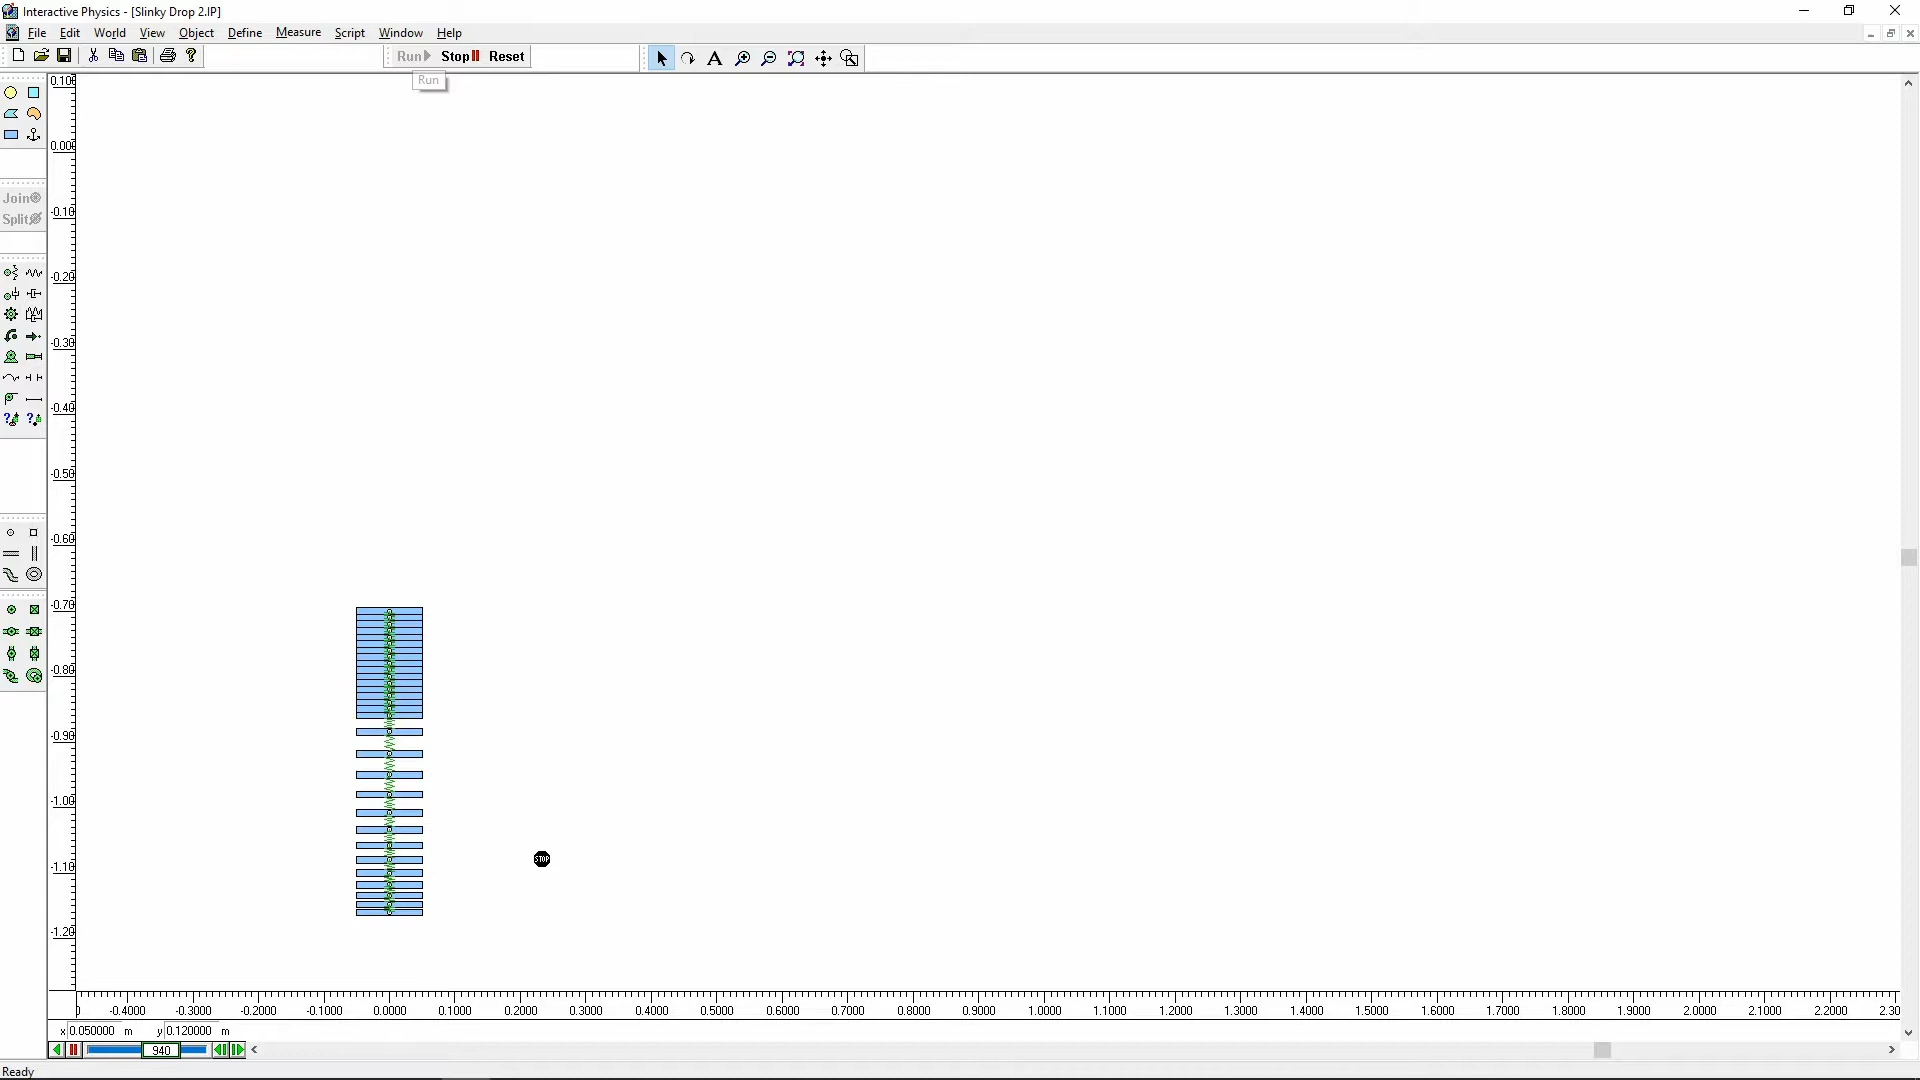 Interactive Physics - [Slinky Drop 2.IP]
File Edit World View Object Define Measure Script Window Help
Run Stop Reset
A
Run
0.10
0.00
-0.10
-0.20
-0.30
-0.40
-0.50
-0.60
-0.70
-0.80
-0.90
-1.00
-1.10
-1.20
Join
Split
STOP
-0.4000 -0.3000 -0.2000 -0.1000 0.0000 0.1000 0.2000 0.3000 0.4000 0.5000 0.6000 0.7000 0.8000 0.9000 1.0000 1.1000 1.2000 1.3000 1.4000 1.5000 1.6000 1.7000 1.8000 1.9000 2.0000 2.1000 2.2000 2.30
x 0.050000 m y 0.120000 m
940
Ready